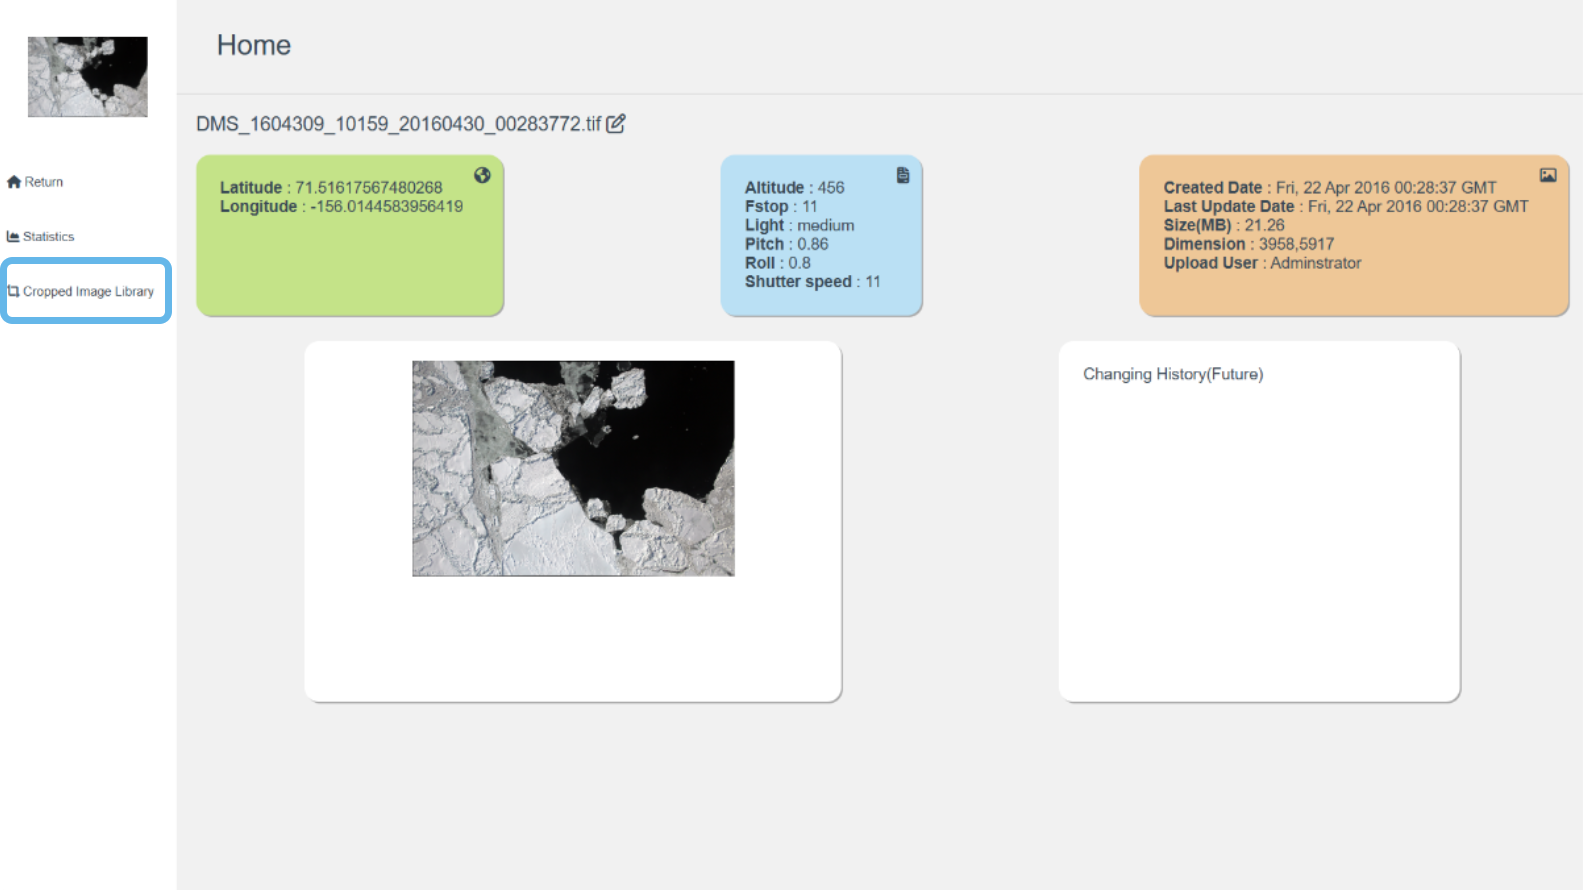 Home
DMS_1604309_10159_20160430_00283772.tif
Return
Statistics
Cropped Image Library
Latitude : 71.51617567480268
Longitude : -156.0144583956419
Altitude : 456
Fstop : 11
Light : medium
Pitch : 0.86
Roll : 0.8
Shutter speed : 11
Created Date : Fri, 22 Apr 2016 00:28:37 GMT
Last Update Date : Fri, 22 Apr 2016 00:28:37 GMT
Size(MB) : 21.26
Dimension : 3958,5917
Upload User : Adminstrator
Changing History(Future)